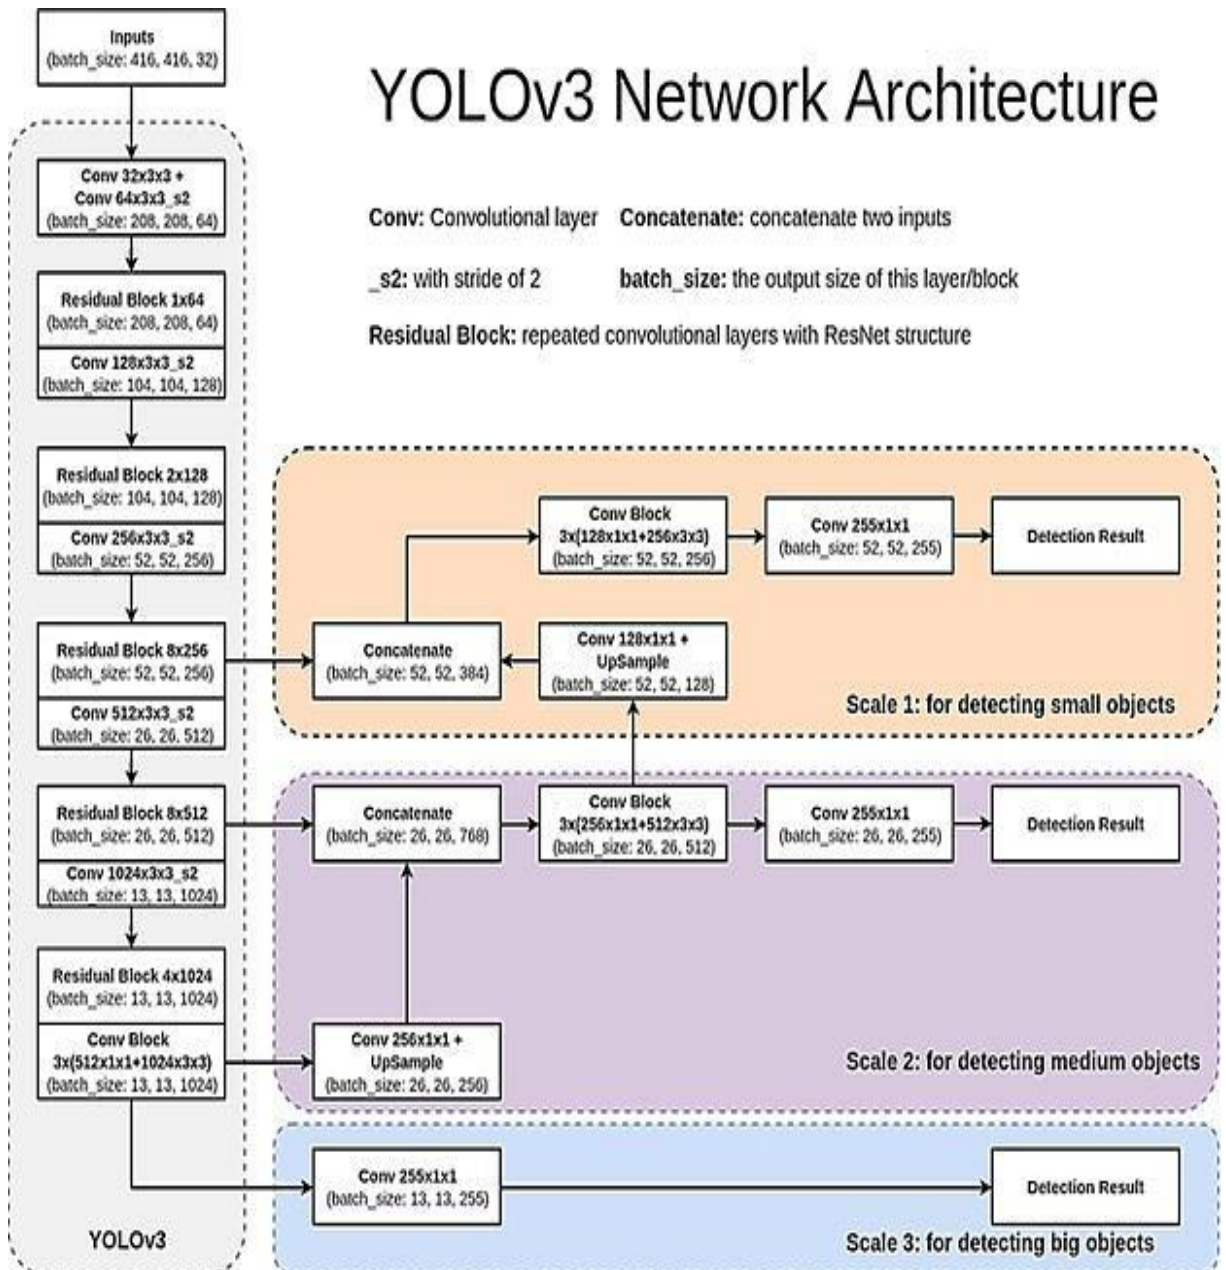 Inputs
(batch_size: 416, 416, 32)
YOLOv3 Network Architecture
Conv 32x3x3 +
Conv 64x3x3_s2
(batch_size: 208, 208, 64)
Conv: Convolutional layer Concatenate: concatenate two inputs
_s2: with stride of 2 batch_size: the output size of this layer/block
Residual Block: repeated convolutional layers with ResNet structure
Residual Block 1x64
(batch_size: 208, 208, 64)
Conv 128x3x3_s2
(batch_size: 104, 104, 128)
Residual Block 2x128
(batch_size: 104, 104, 128)
Conv 256x3x3_s2
(batch_size: 52, 52, 256)
Residual Block 8x256
(batch_size: 52, 52, 256)
Conv 512x3x3_s2
(batch_size: 26, 26, 512)
Residual Block 8x512
(batch_size: 26, 26, 512)
Conv 1024x3x3_s2
(batch_size: 13, 13, 1024)
Residual Block 4x1024
(batch_size: 13, 13, 1024)
Conv Block
3x(512x1x1+1024x3x3)
(batch_size: 13, 13, 1024)
YOLOv3
Conv Block
3x(128x1x1+256x3x3)
(batch_size: 52, 52, 256)
Conv 255x1x1
(batch_size: 52, 52, 255)
Detection Result
Concatenate
(batch_size: 52, 52, 384)
Conv 128x1x1 +
UpSample
(batch_size: 52, 52, 128)
Scale 1: for detecting small objects
Concatenate
(batch_size: 26, 26, 768)
Conv Block
3x(256x1x1+512x3x3)
(batch_size: 26, 26, 512)
Conv 255x1x1
(batch_size: 26, 26, 255)
Detection Result
Conv 256x1x1 +
UpSample
(batch_size: 26, 26, 256)
Scale 2: for detecting medium objects
Conv 255x1x1
(batch_size: 13, 13, 255)
Detection Result
Scale 3: for detecting big objects